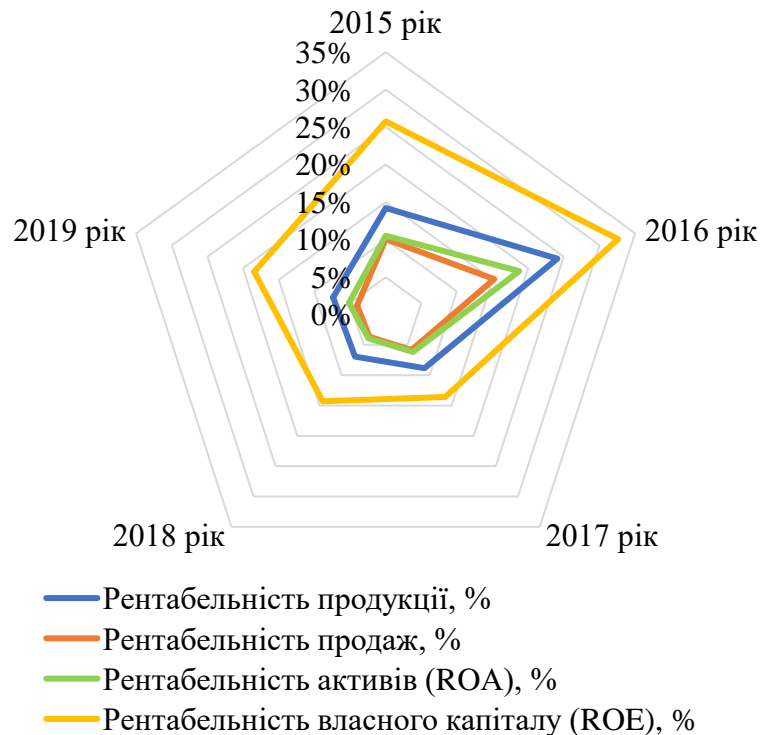 2015 рік
35%
30%
25%
20%
15%
10%
5%
0%
2019 рік
2016 рік
2018 рік
2017 рік
Рентабельність продукції, %
Рентабельність продаж, %
Рентабельність активів (ROA), %
Рентабельність власного капіталу (ROE), %